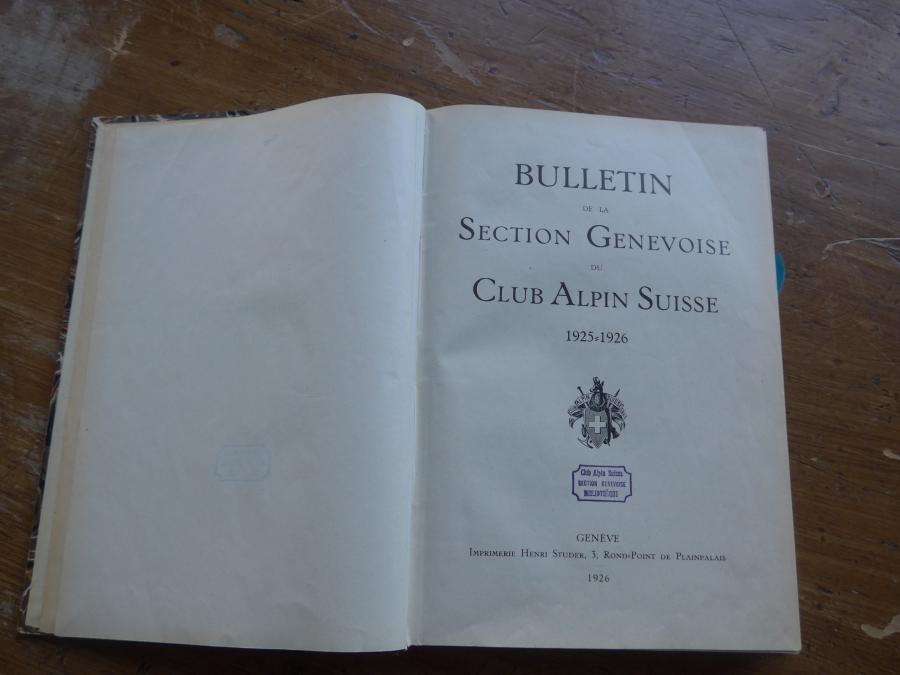 BULLETIN
DE LA
SECTION GENEVOISE
DU
CLUB ALPIN SUISSE
1925-1926
Club Alpin Suisse
SECTION GENEVOISE
BIBLIOTHÈQUE
GENÈVE
IMPRIMERIE HENRI STUDER, 3, ROND-POINT DE PLAINPALAIS
1926